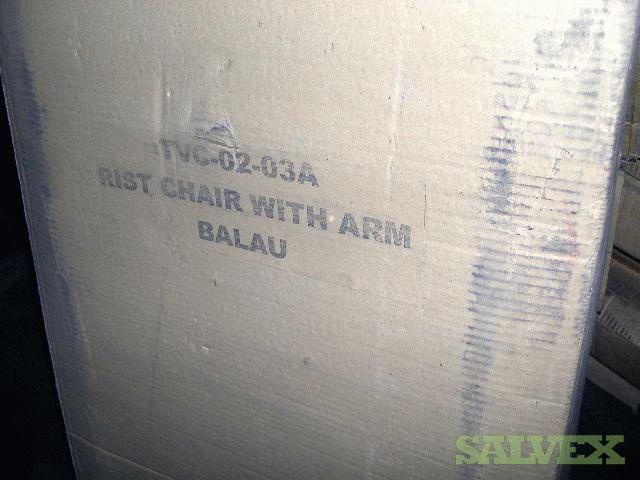 TVC-02-03A
RIST CHAIR WITH ARM
BALAU
SALVEX